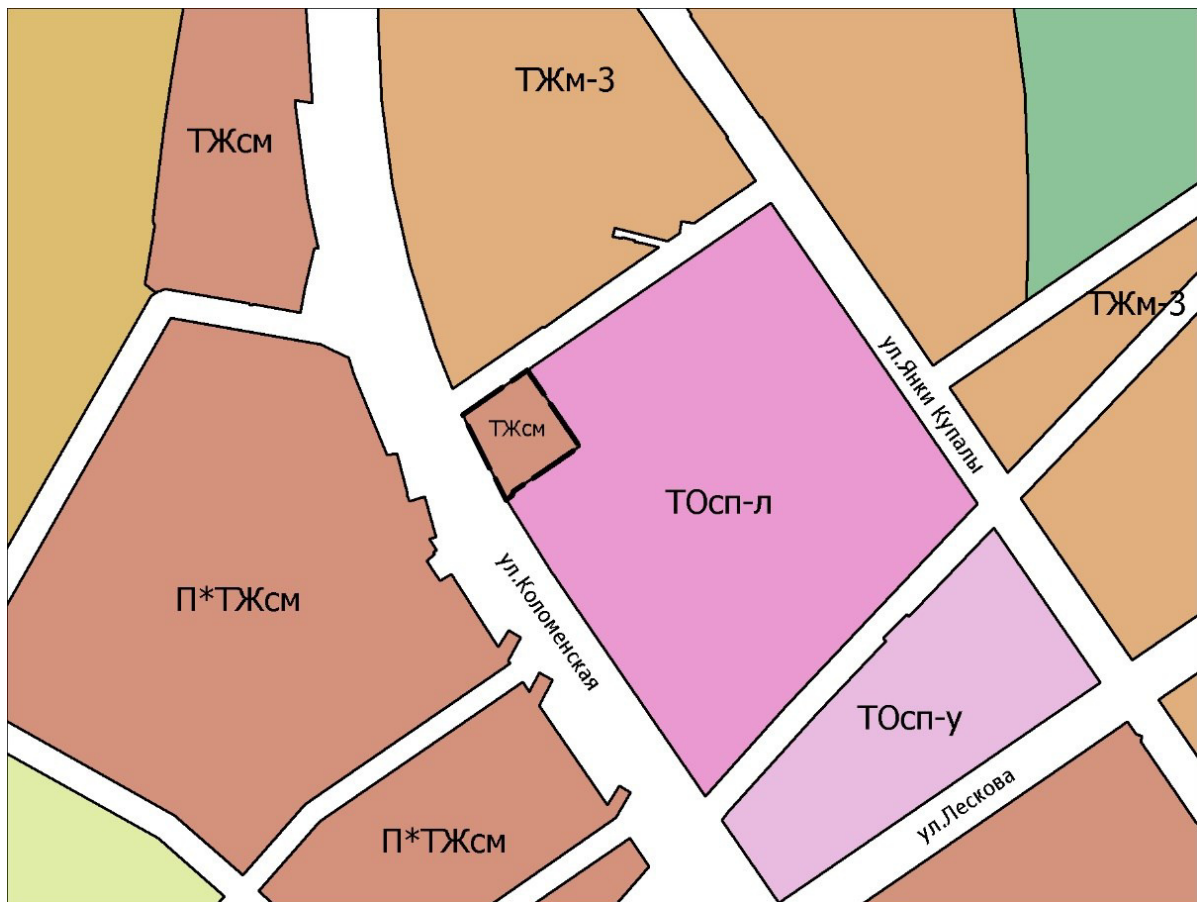 ТЖм-3
ТЖсм
ТЖм-3
ул.Янки Купалы
ТЖсм
ТОсп-л
ул.Коломенская
П*ТЖсм
ТОсп-у
ул.Лескова
П*ТЖсм